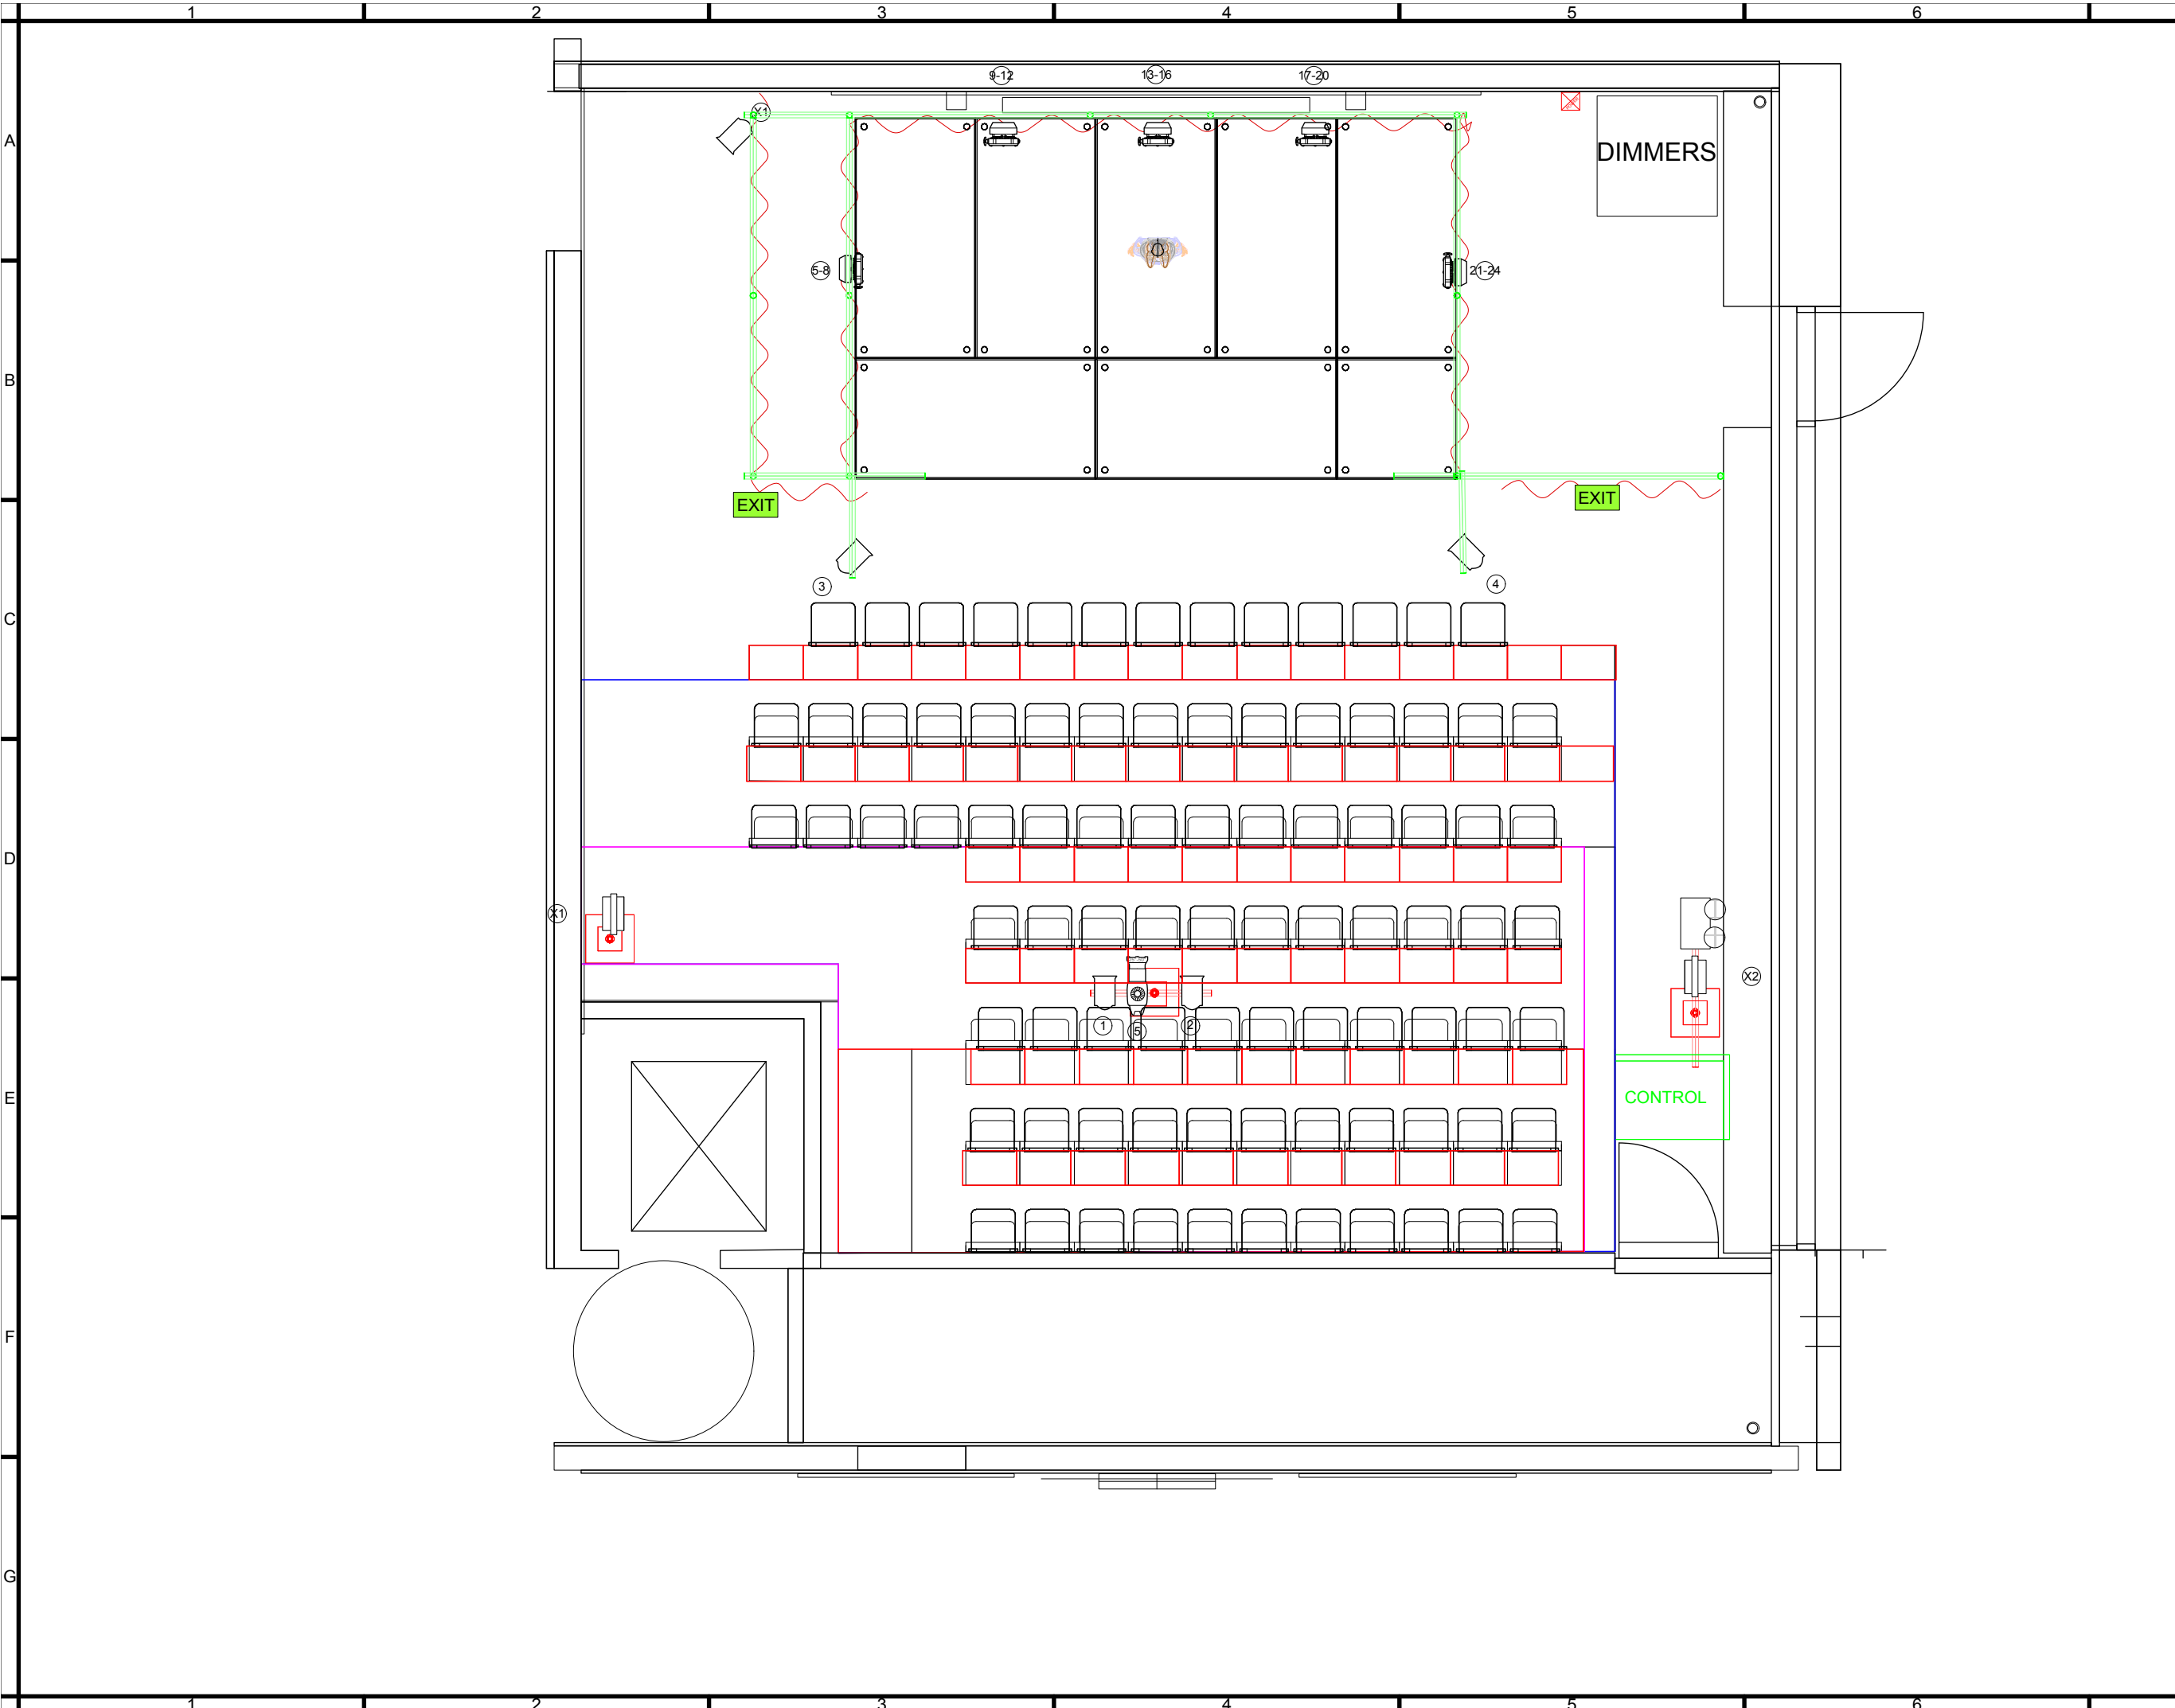 1 2 3 4 5 6
9-12 13-16 17-20
X1
A
DIMMERS
5-8 21-24
B
EXIT EXIT
3 4
C
D
X1
X2
1 5 2
E
CONTROL
F
G
1 2 3 4 5 6